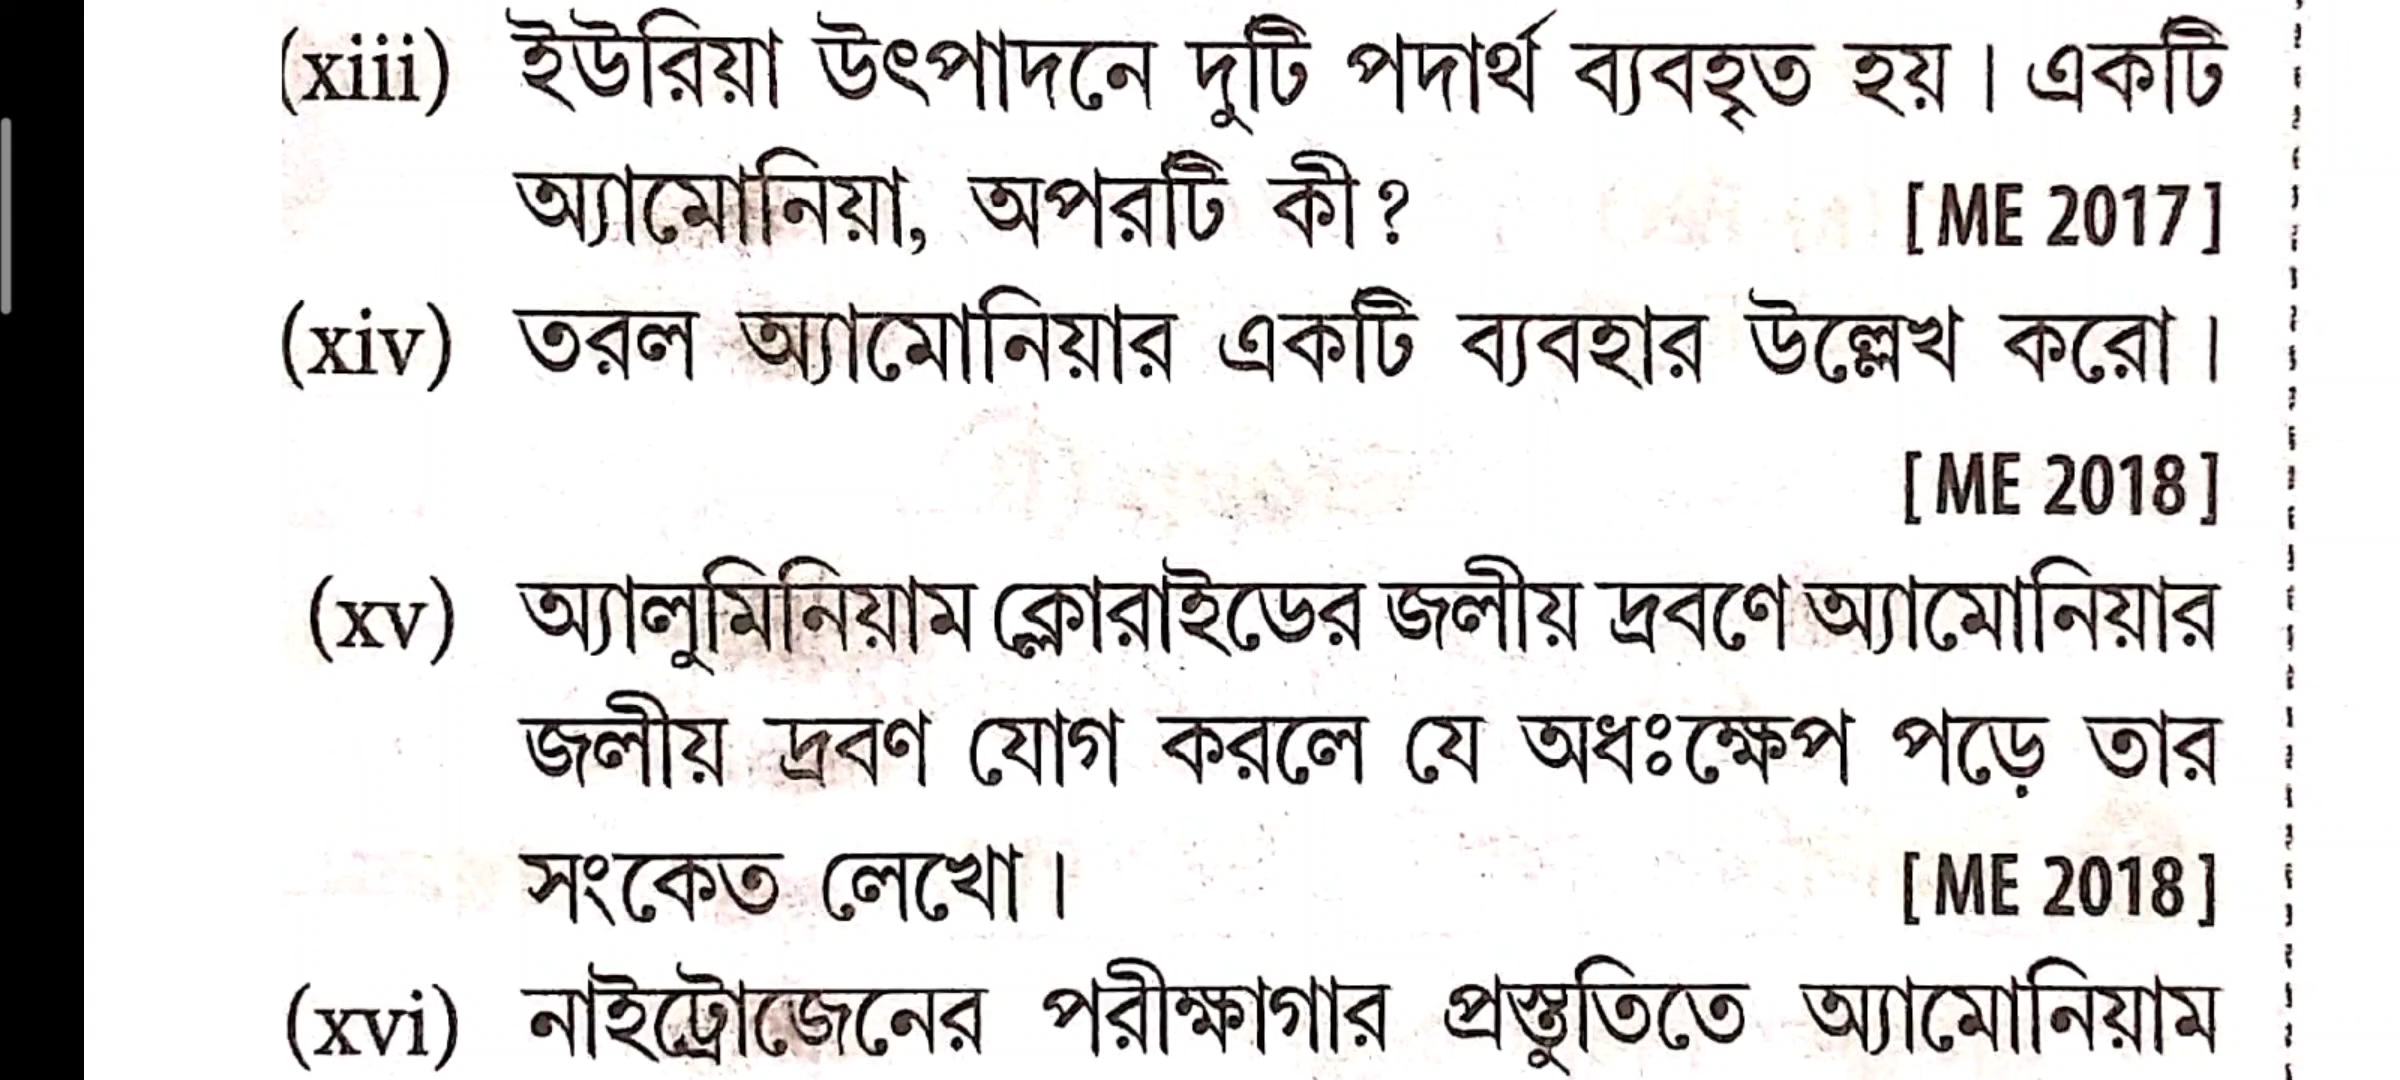 (xiii) ইউরিয়া উৎপাদনে দুটি পদার্থ ব্যবহৃত হয়। একটি
অ্যামোনিয়া, অপরটি কী? [ME 2017]
(xiv) তরল অ্যামোনিয়ার একটি ব্যবহার উল্লেখ করো।
[ME 2018]
(xv) অ্যালুমিনিয়াম ক্লোরাইডের জলীয় দ্রবণে অ্যামোনিয়ার
জলীয় দ্রবণ যোগ করলে যে অধঃক্ষেপ পড়ে তার
সংকেত লেখো। [ME 2018]
(xvi) নাইট্রোজেনের পরীক্ষাগার প্রস্তুতিতে অ্যামোনিয়াম